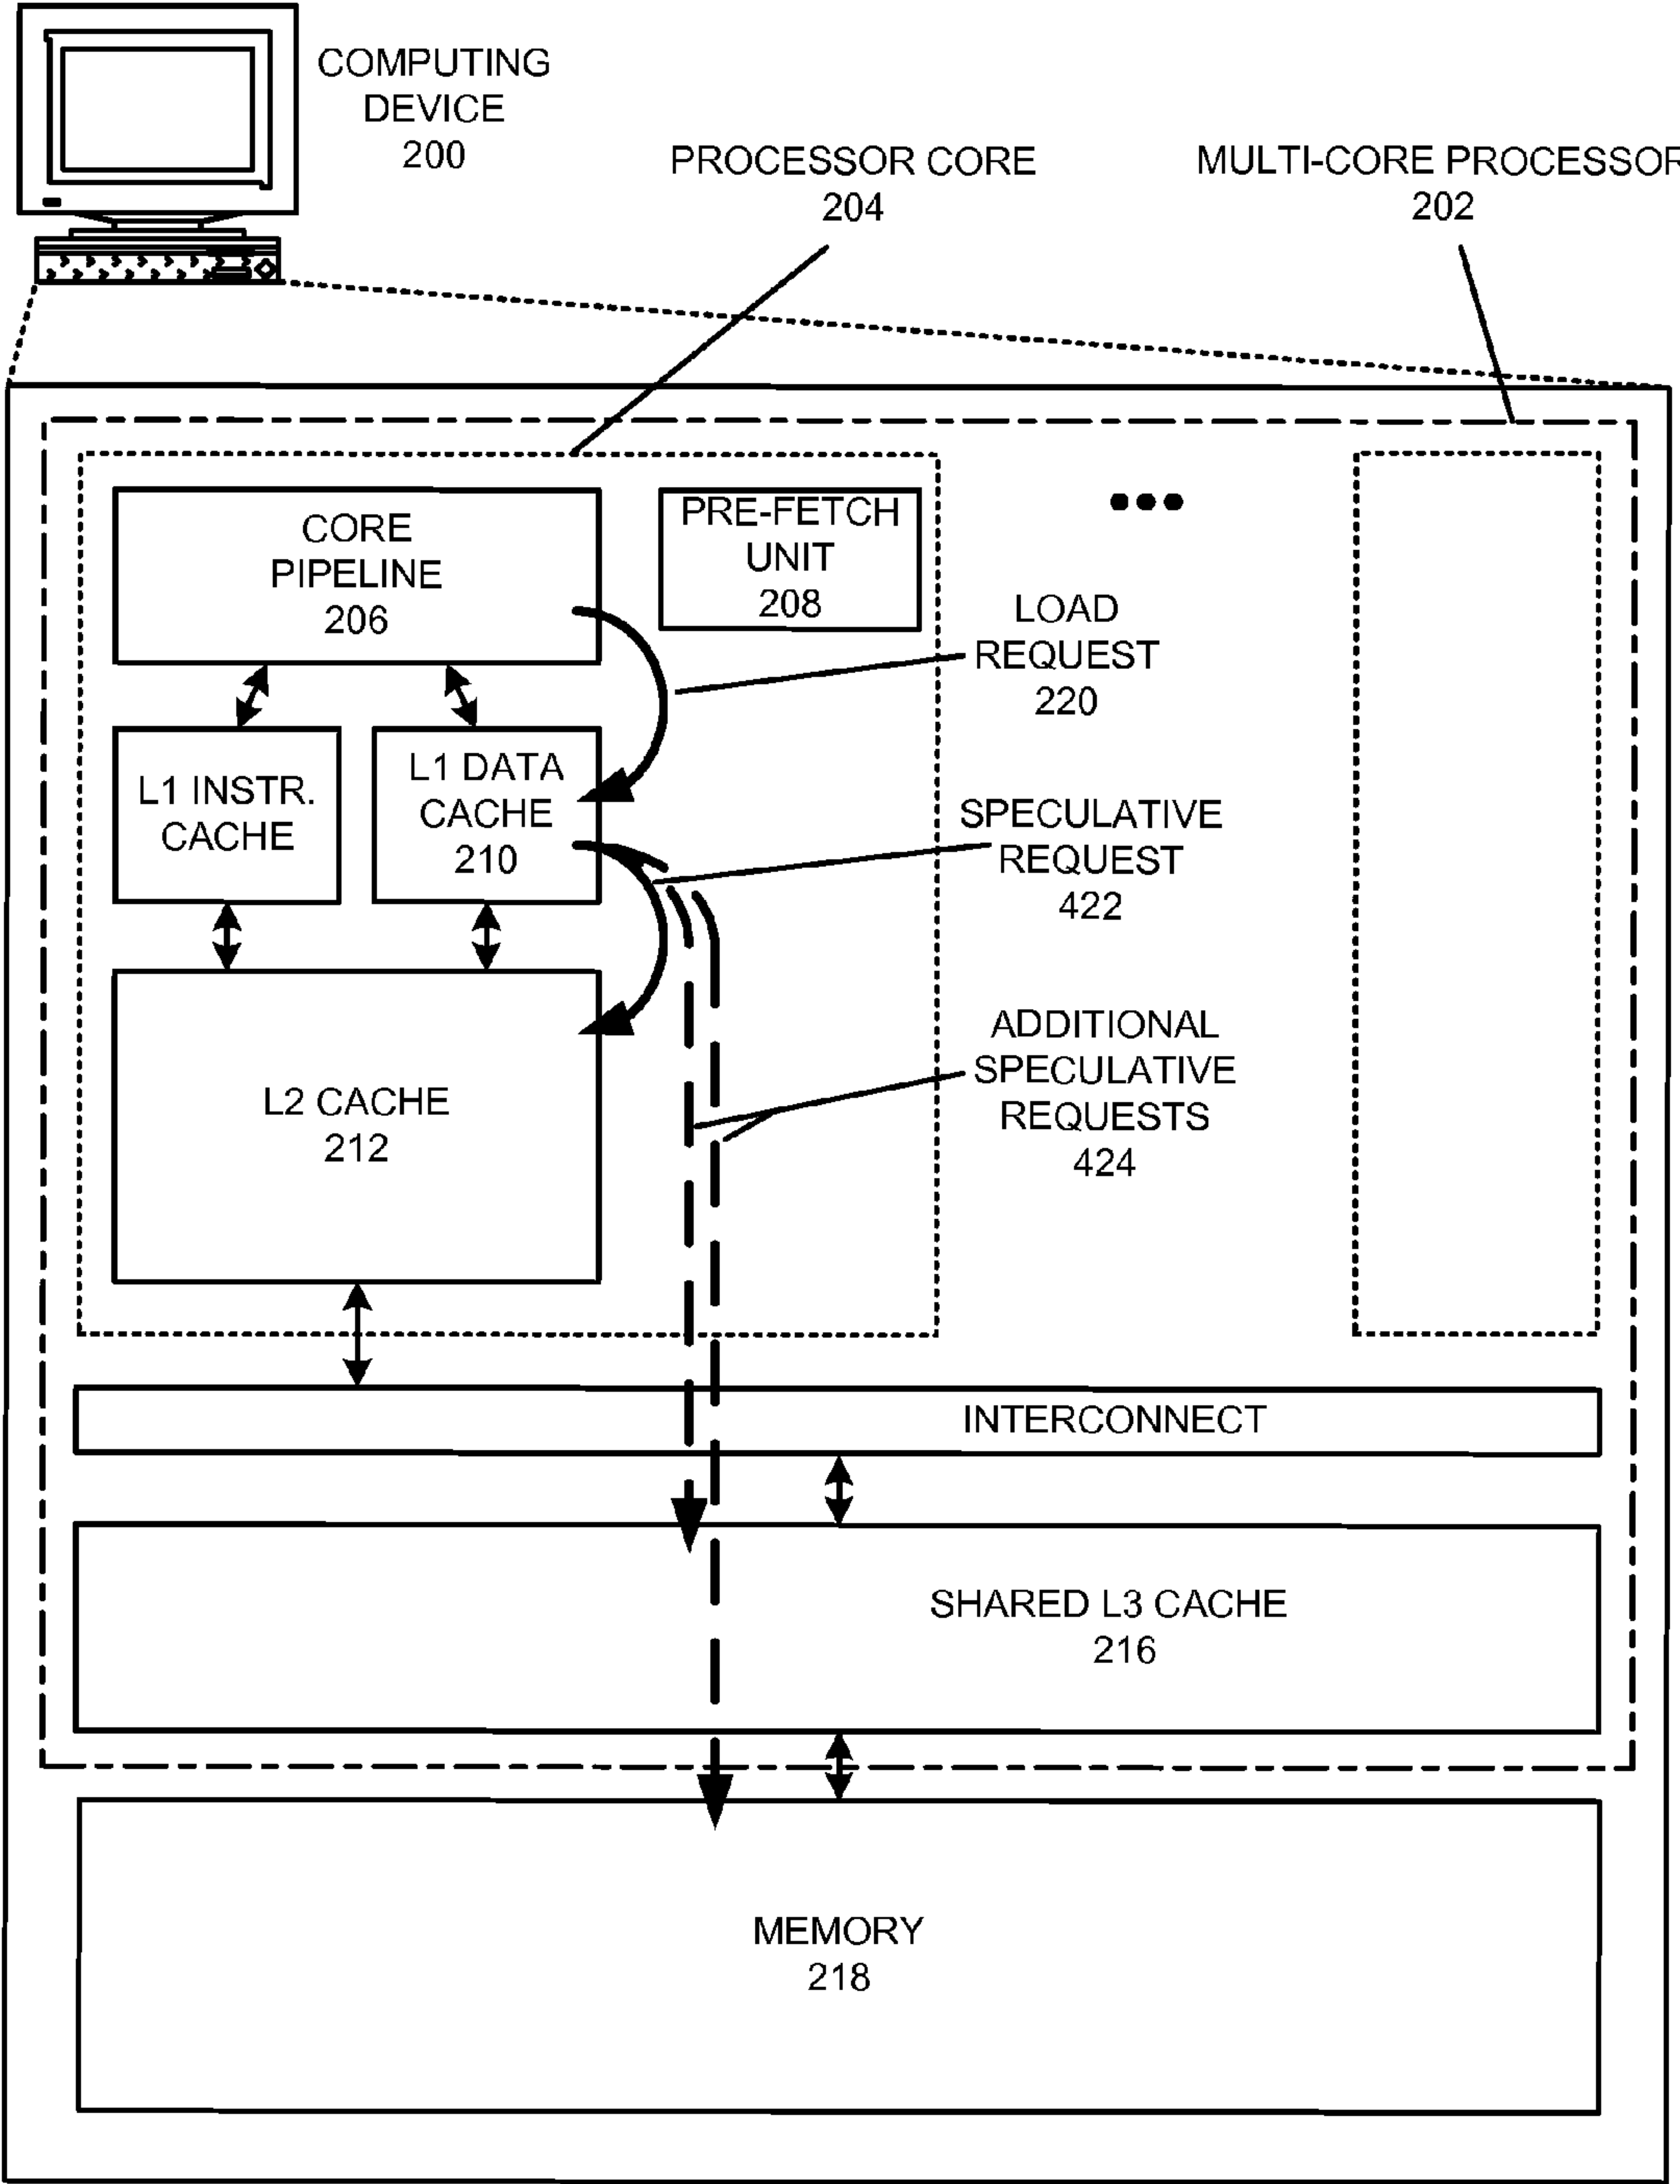 COMPUTING
DEVICE
200
PROCESSOR CORE
204
MULTI-CORE PROCESSOR
202
CORE
PIPELINE
206
PRE-FETCH
UNIT
208
LOAD
REQUEST
220
L1 INSTR.
CACHE
L1 DATA
CACHE
210
SPECULATIVE
REQUEST
422
L2 CACHE
212
ADDITIONAL
SPECULATIVE
REQUESTS
424
INTERCONNECT
SHARED L3 CACHE
216
MEMORY
218